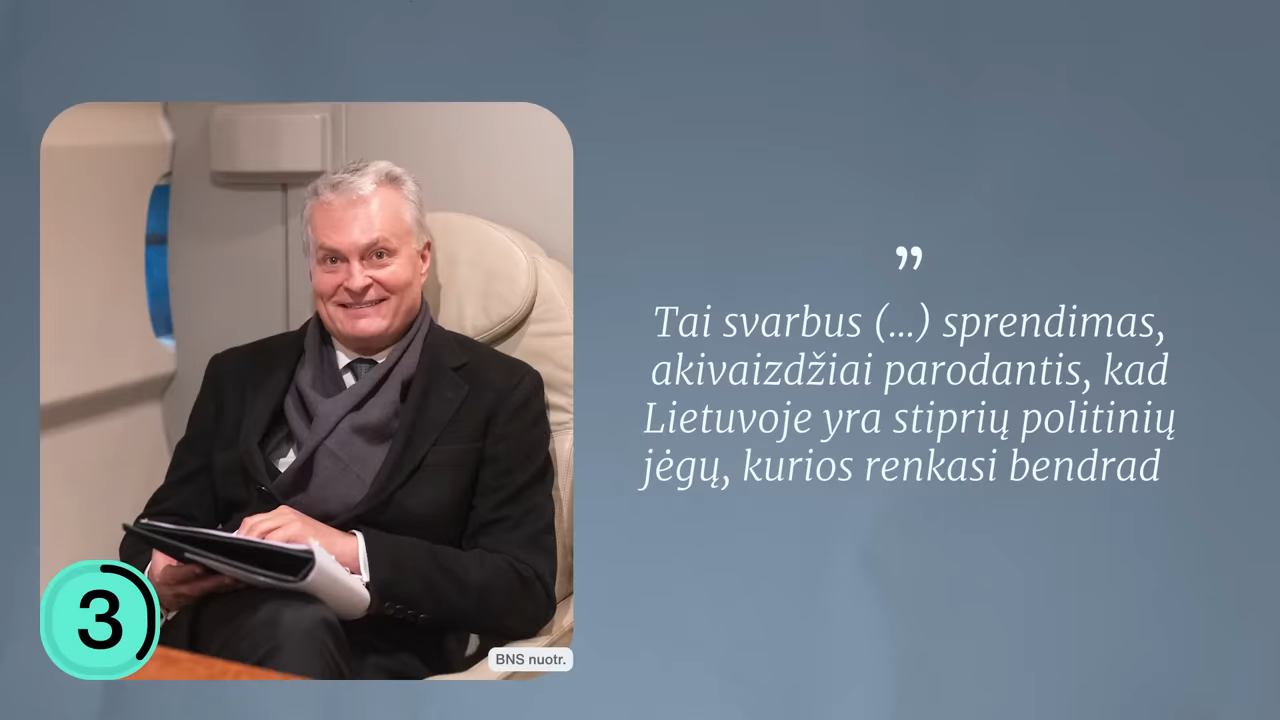 ”
Tai svarbus (...) sprendimas,
akivaizdžiai parodantis, kad
Lietuvoje yra stiprių politinių
jėgų, kurios renkasi bendrad
3
BNS nuotr.